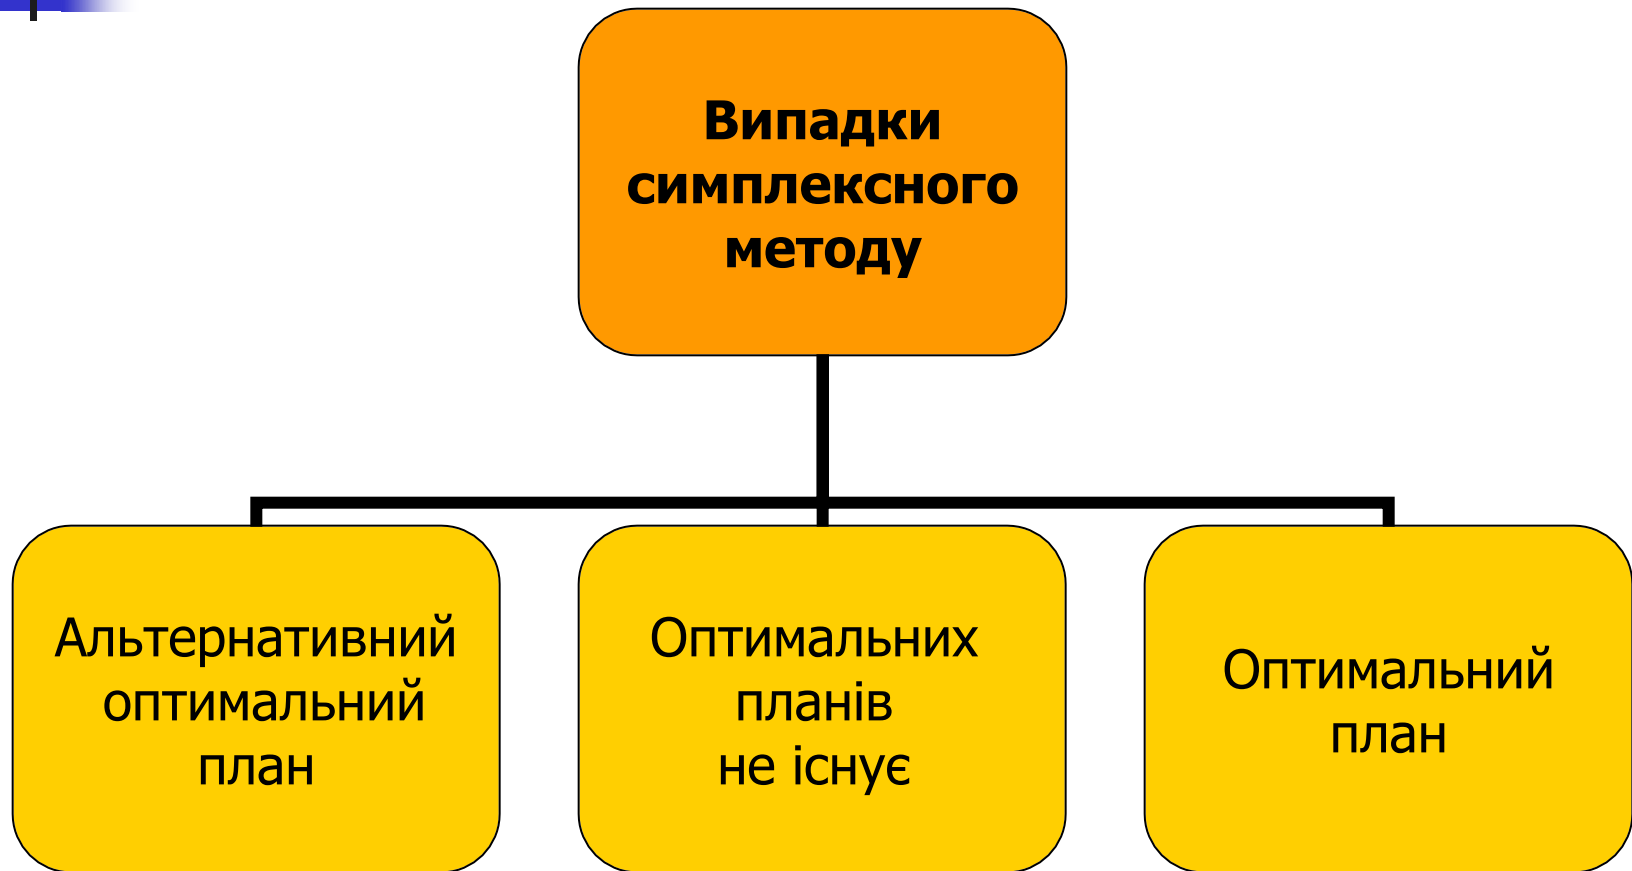 Випадки
симплексного
методу
Альтернативний
оптимальний
план
Оптимальних
планів
не існує
Оптимальний
план